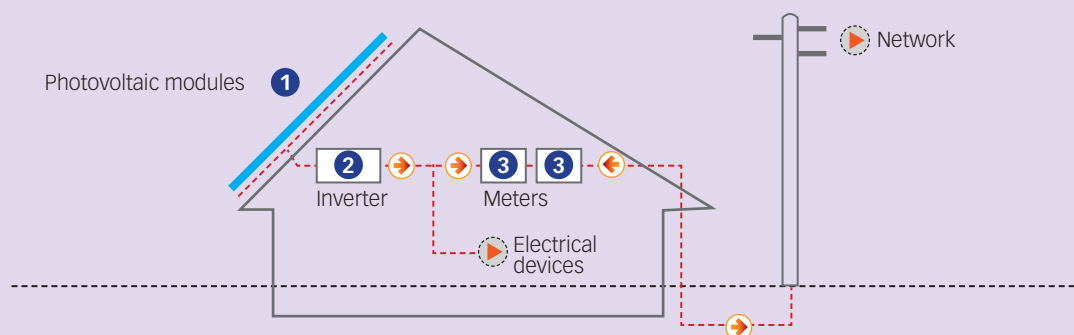 Network
Photovoltaic modules 1
2
3
3
Inverter
Meters
Electrical
devices